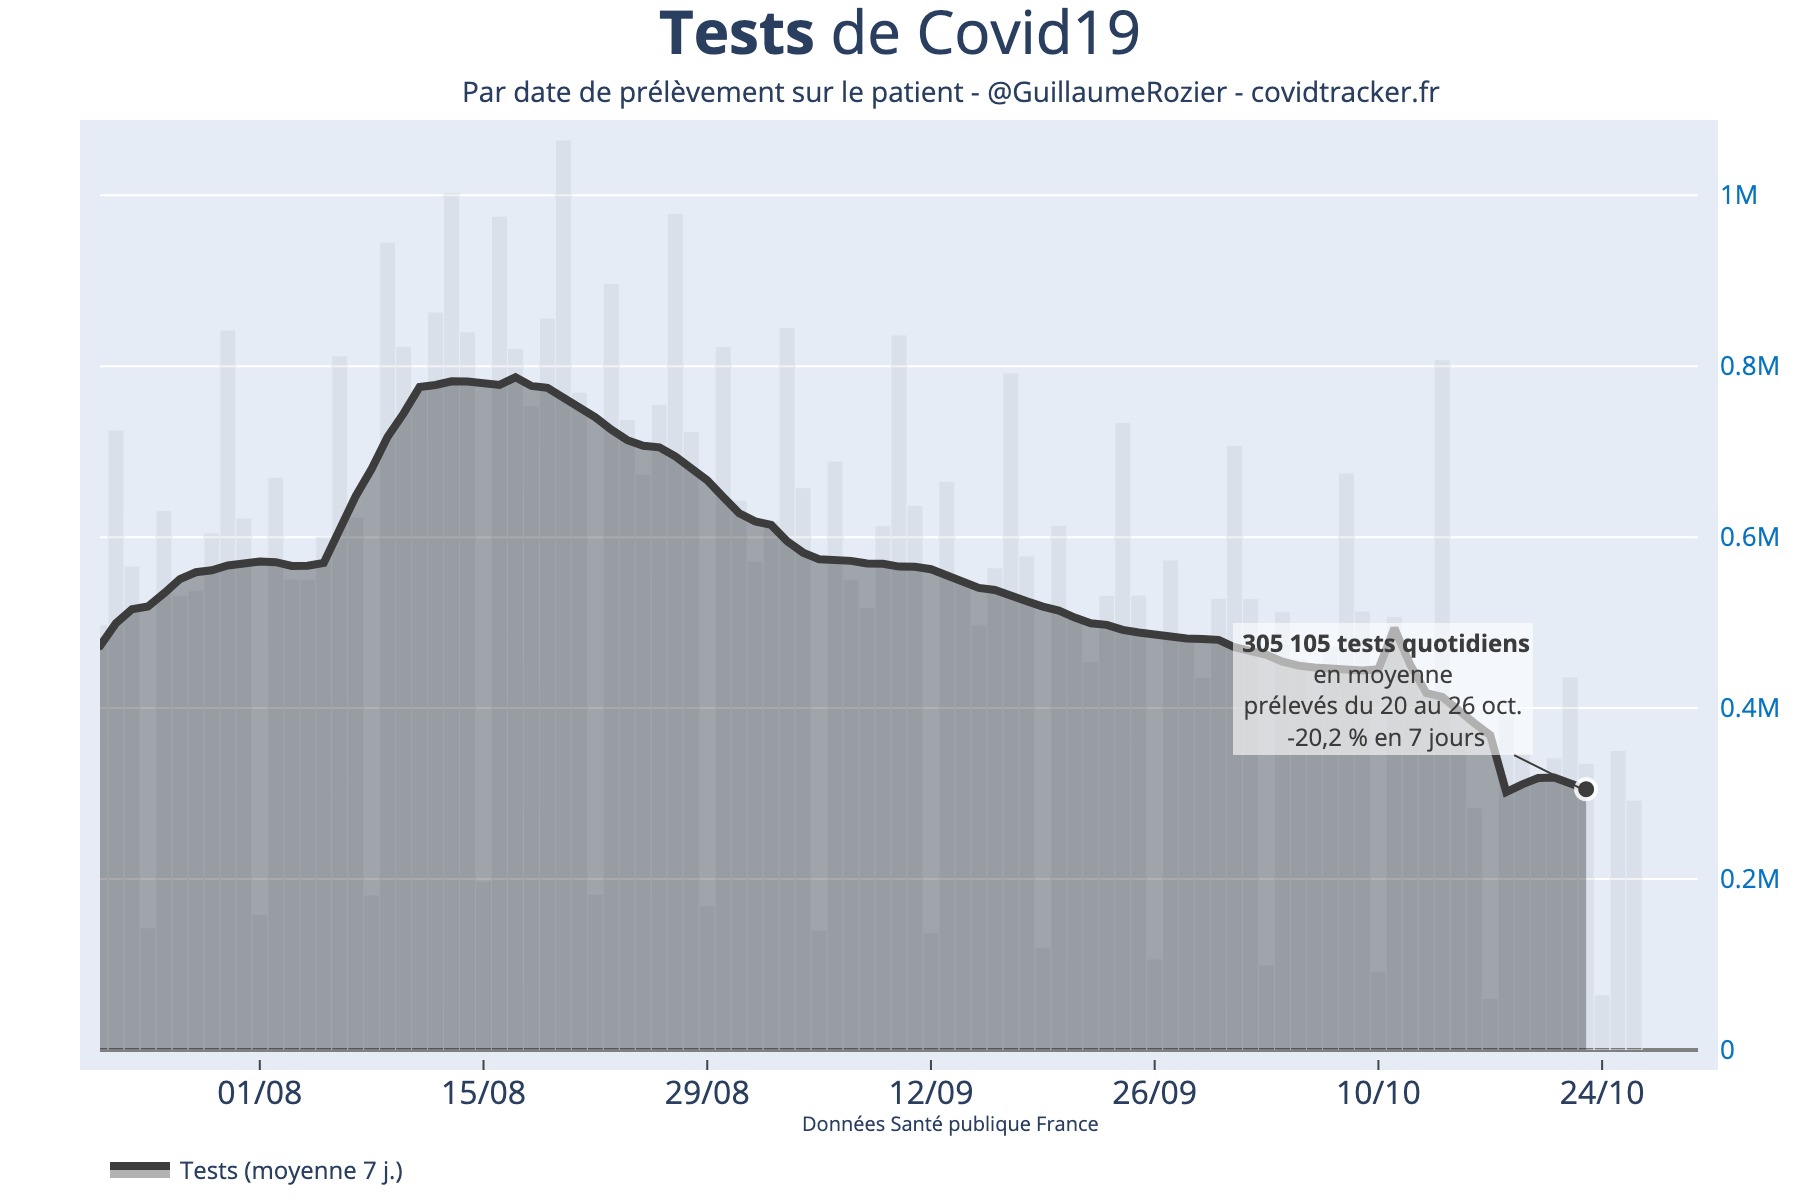 Tests de Covid19
Par date de prélèvement sur le patient - @GuillaumeRozier - covidtracker.fr
1M
0.8M
0.6M
305 105 tests quotidiens
en moyenne
prélevés du 20 au 26 oct.
-20,2 % en 7 jours
0.4M
0.2M
0
01/08 15/08 29/08 12/09 26/09 10/10 24/10
Données Santé publique France
Tests (moyenne 7 j.)